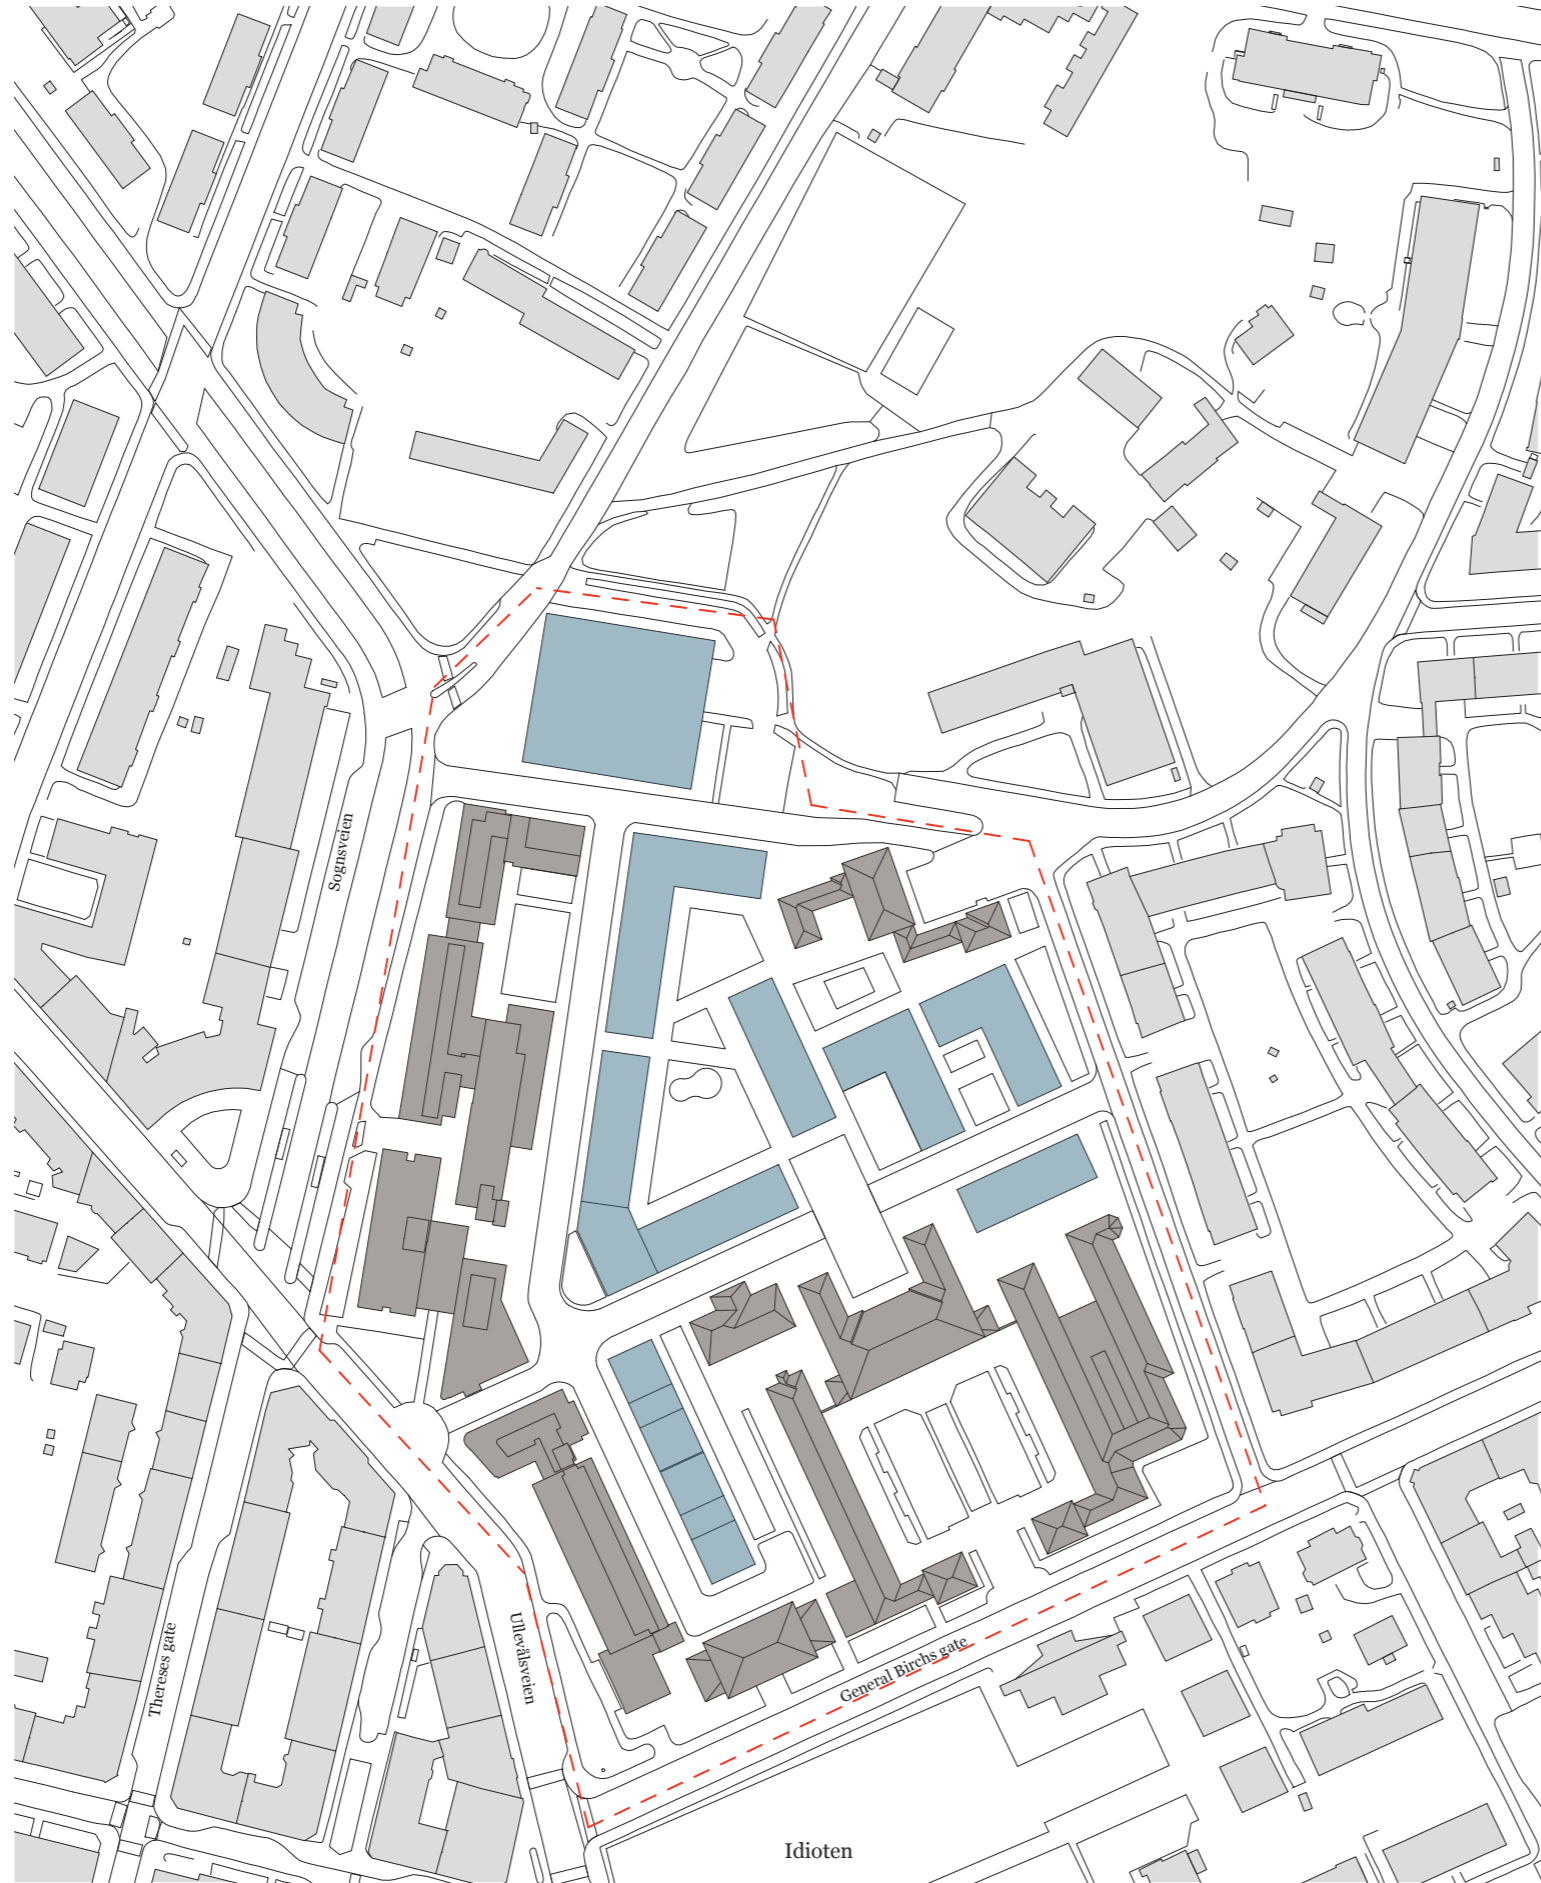 Sognsveien
Thereses gate
Ullevålsveien
General Birchs gate
Idioten